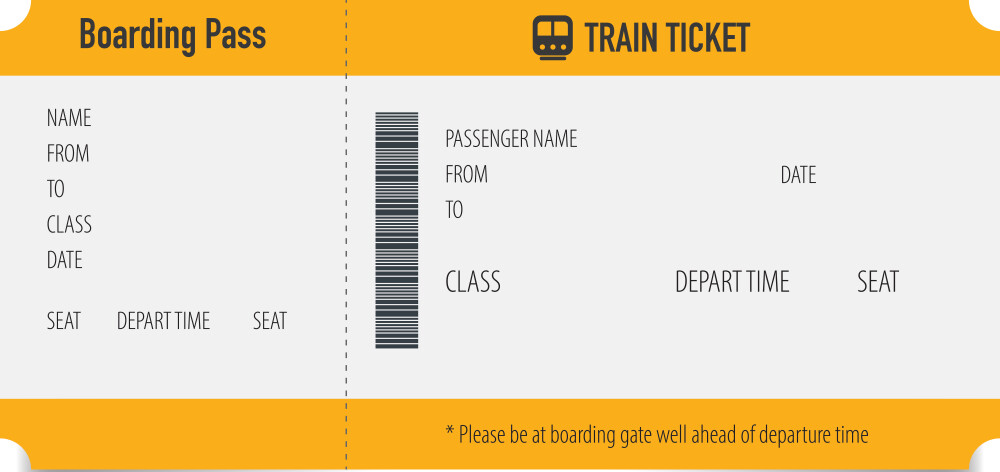 Boarding Pass
NAME
FROM
TO
CLASS
DATE
SEAT DEPART TIME SEAT
TRAIN TICKET
PASSENGER NAME
FROM DATE
TO
CLASS DEPART TIME SEAT
* Please be at boarding gate well ahead of departure time